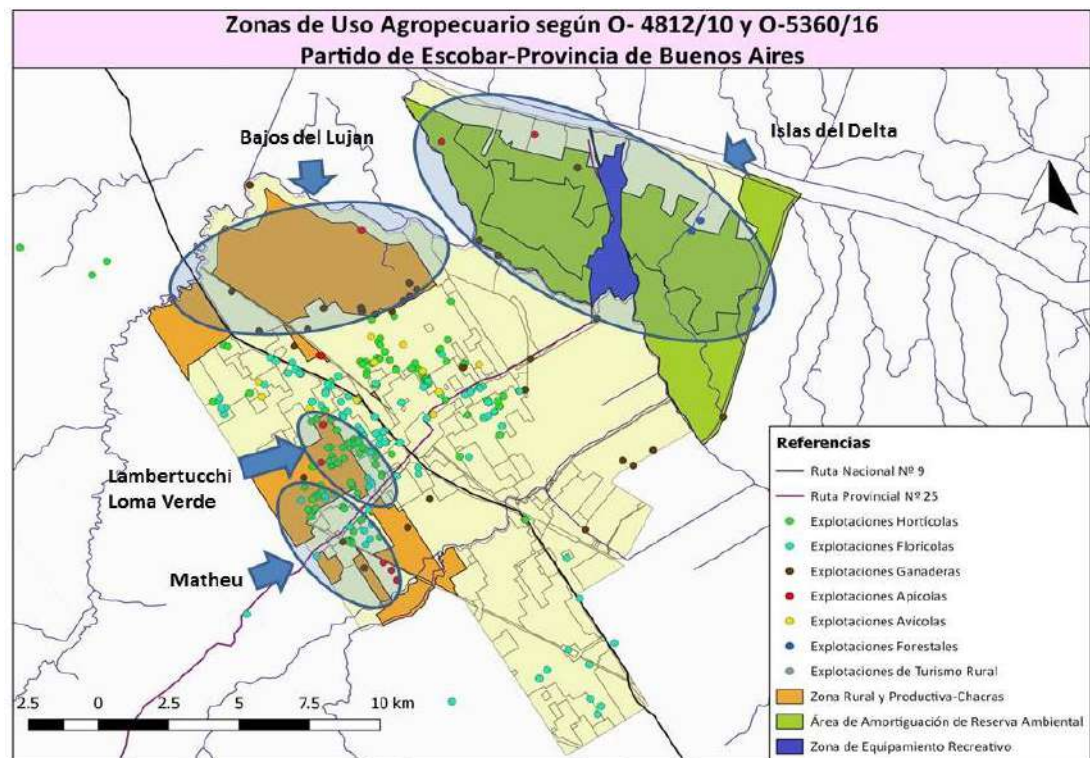 Zonas de Uso Agropecuario según O- 4812/10 y O-5360/16
Partido de Escobar-Provincia de Buenos Aires
Bajos del Lujan
Islas del Delta
Lambertucchi
Loma Verde
Matheu
2.5 0 2.5 5 7.5 10 km
Referencias
Ruta Nacional Nº 9
Ruta Provincial Nº 25
Explotaciones Hortícolas
Explotaciones Florícolas
Explotaciones Ganaderas
Explotaciones Apícolas
Explotaciones Avícolas
Explotaciones Forestales
Explotaciones de Turismo Rural
Zona Rural y Productiva-Chacras
Área de Amortiguación de Reserva Ambiental
Zona de Equipamiento Recreativo